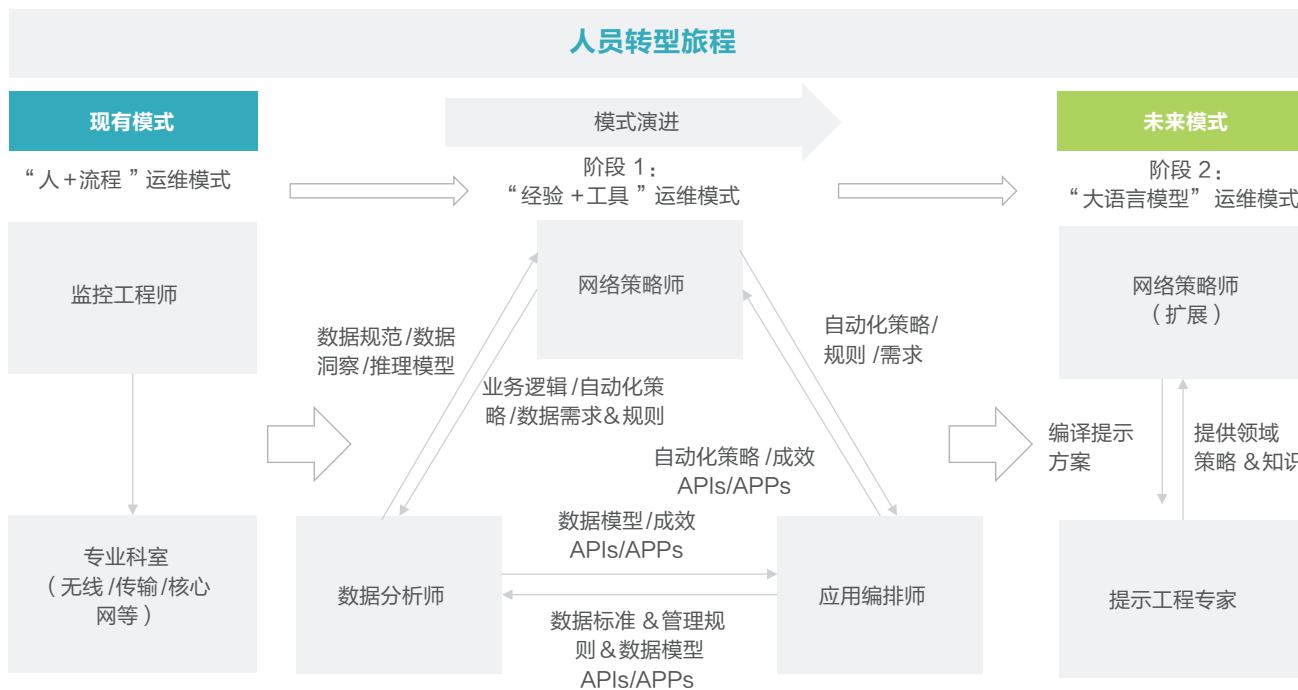 人员转型旅程
现有模式
模式演进
未来模式
“人+流程 ”运维模式
阶段 1：
“经验 +工具 ”运维模式
阶段 2：
“大语言模型” 运维模式
监控工程师
网络策略师
网络策略师
（扩展）
数据规范 /数据
洞察 /推理模型
业务逻辑 /自动化策
略 /数据需求＆规则
自动化策略/
规则 /需求
自动化策略 /成效
APIs/APPs
编译提示
方案
提供领域
策略 &知识
专业科室
（无线 /传输 /核心
网等）
数据分析师
数据模型/成效
APIs/APPs
数据标准 &管理规
则＆数据模型
APIs/APPs
应用编排师
提示工程专家